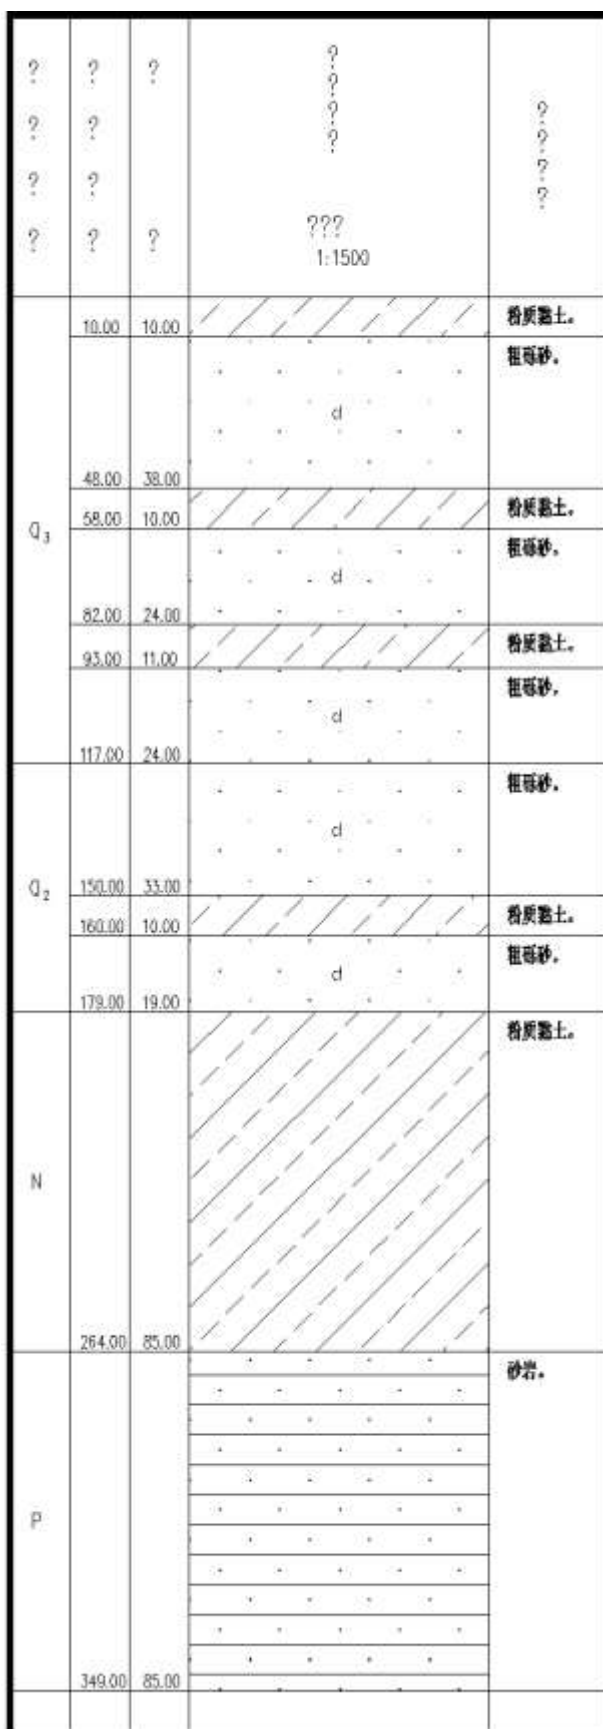 ? ? ? ?
? ? ? ?
? ?
? ? ? ?
?
?
?
? ? ?
???
1:1500
10.00 10.00 粉质黏土。
粗砾砂。
d
48.00 38.00
58.00 10.00 粉质黏土。
Q3
粗砾砂。
d
82.00 24.00
93.00 11.00 粉质黏土。
粗砾砂。
d
117.00 24.00
粗砾砂。
d
Q2 150.00 33.00
160.00 10.00 粉质黏土。
粗砾砂。
d
179.00 19.00
粉质黏土。
N
264.00 85.00
砂岩。
P
349.00 85.00